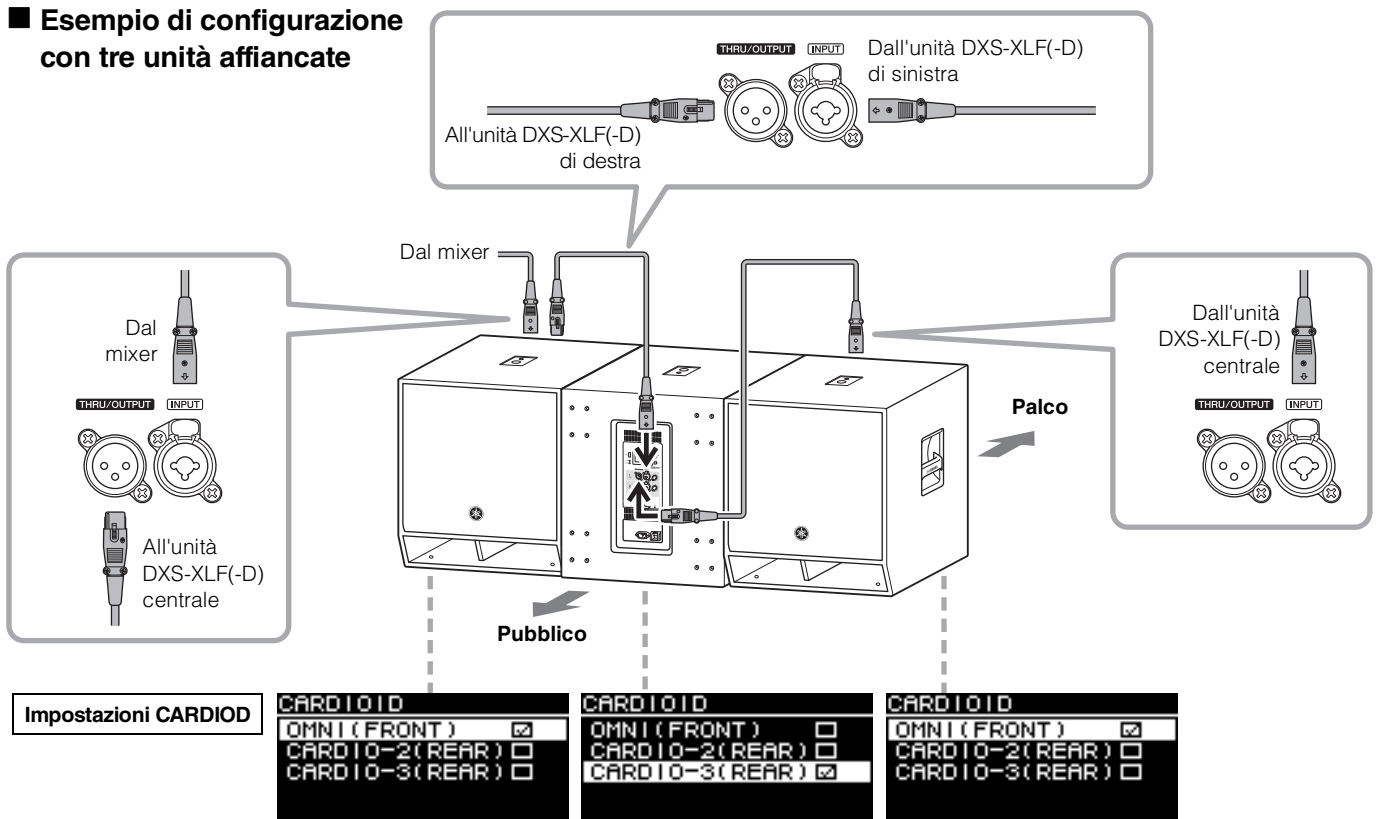 ■ Esempio di configurazione
con tre unità affiancate
THRU/OUTPUT INPUT
Dall'unità DXS-XLF(-D)
di sinistra
All'unità DXS-XLF(-D)
di destra
Dal mixer
Dal
mixer
THRU/OUTPUT INPUT
All'unità
DXS-XLF(-D)
centrale
Dall'unità
DXS-XLF(-D)
centrale
THRU/OUTPUT INPUT
Palco
Pubblico
Impostazioni CARDIOD
CARDIOID
OMNI(FRONT)
CARDIO-2(REAR)
CARDIO-3(REAR)
CARDIOID
OMNI(FRONT)
CARDIO-2(REAR)
CARDIO-3(REAR)
CARDIOID
OMNI(FRONT)
CARDIO-2(REAR)
CARDIO-3(REAR)